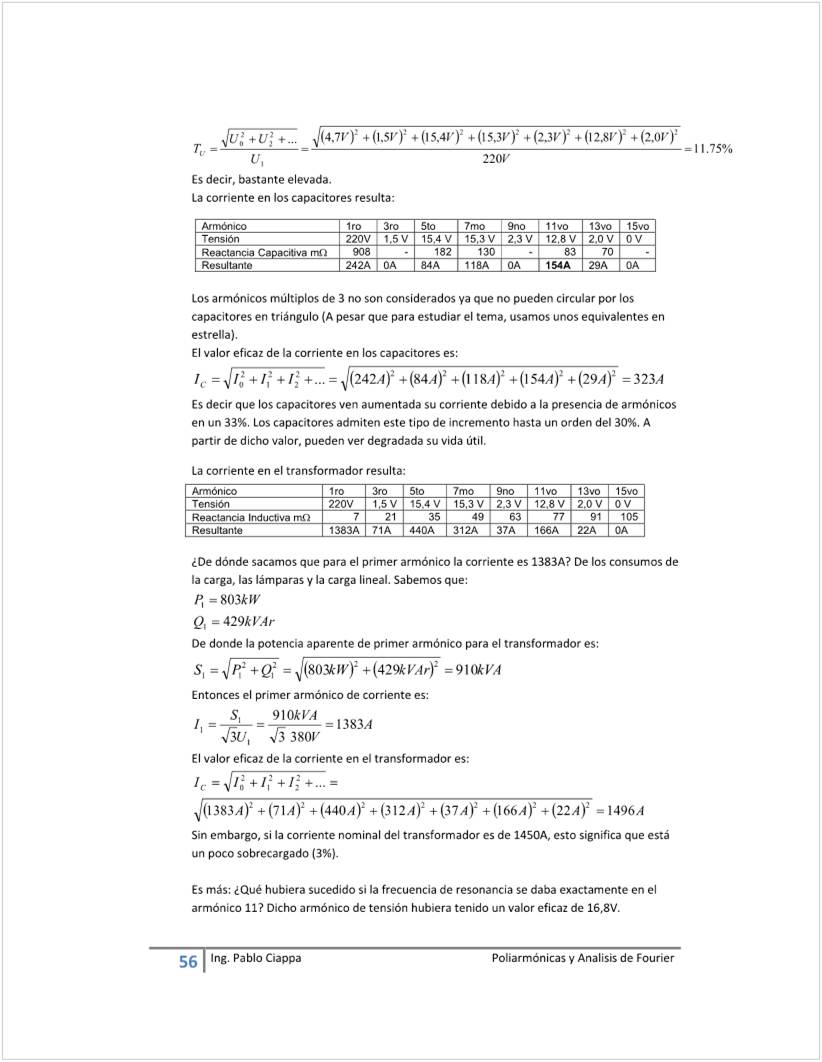 T_U = √(U_0^2 + U_2^2 + ...) / U_1 = √((4,7V)^2 + (1,5V)^2 + (15,4V)^2 + (15,3V)^2 + (2,3V)^2 + (12,8V)^2 + (2,0V)^2) / 220V = 11.75%
Es decir, bastante elevada.
La corriente en los capacitores resulta:
Armónico 1ro 3ro 5to 7mo 9no 11vo 13vo 15vo
Tensión 220V 1,5 V 15,4 V 15,3 V 2,3 V 12,8 V 2,0 V 0 V
Reactancia Capacitiva mΩ 908 - 182 130 - 83 70 -
Resultante 242A 0A 84A 118A 0A 154A 29A 0A
Los armónicos múltiplos de 3 no son considerados ya que no pueden circular por los
capacitores en triángulo (A pesar que para estudiar el tema, usamos unos equivalentes en
estrella).
El valor eficaz de la corriente en los capacitores es:
I_C = √(I_0^2 + I_1^2 + I_2^2 + ...) = √((242A)^2 + (84A)^2 + (118A)^2 + (154A)^2 + (29A)^2) = 323A
Es decir que los capacitores ven aumentada su corriente debido a la presencia de armónicos
en un 33%. Los capacitores admiten este tipo de incremento hasta un orden del 30%. A
partir de dicho valor, pueden ver degradada su vida útil.
La corriente en el transformador resulta:
Armónico 1ro 3ro 5to 7mo 9no 11vo 13vo 15vo
Tensión 220V 1,5 V 15,4 V 15,3 V 2,3 V 12,8 V 2,0 V 0 V
Reactancia Inductiva mΩ 7 21 35 49 63 77 91 105
Resultante 1383A 71A 440A 312A 37A 166A 22A 0A
¿De dónde sacamos que para el primer armónico la corriente es 1383A? De los consumos de
la carga, las lámparas y la carga lineal. Sabemos que:
P_1 = 803kW
Q_1 = 429kVAr
De donde la potencia aparente de primer armónico para el transformador es:
S_1 = √(P_1^2 + Q_1^2) = √((803kW)^2 + (429kVAr)^2) = 910kVA
Entonces el primer armónico de corriente es:
I_1 = S_1 / (√3U_1) = 910kVA / (√3 380V) = 1383A
El valor eficaz de la corriente en el transformador es:
I_C = √(I_0^2 + I_1^2 + I_2^2 + ...) =
√((1383A)^2 + (71A)^2 + (440A)^2 + (312A)^2 + (37A)^2 + (166A)^2 + (22A)^2) = 1496A
Sin embargo, si la corriente nominal del transformador es de 1450A, esto significa que está
un poco sobrecargado (3%).
Es más: ¿Qué hubiera sucedido si la frecuencia de resonancia se daba exactamente en el
armónico 11? Dicho armónico de tensión hubiera tenido un valor eficaz de 16,8V.
56 Ing. Pablo Ciappa Poliarmónicas y Analisis de Fourier